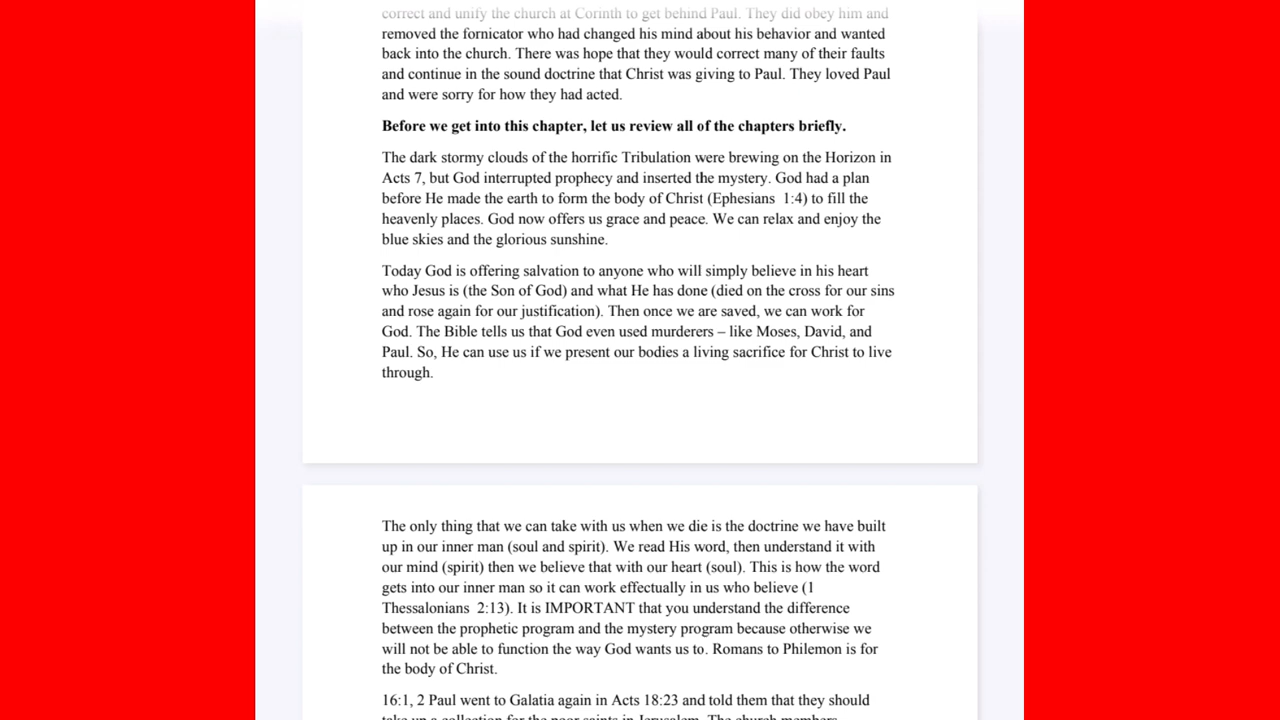 correct and unify the church at Corinth to get behind Paul. They did obey him and
removed the fornicator who had changed his mind about his behavior and wanted
back into the church. There was hope that they would correct many of their faults
and continue in the sound doctrine that Christ was giving to Paul. They loved Paul
and were sorry for how they had acted.
Before we get into this chapter, let us review all of the chapters briefly.
The dark stormy clouds of the horrific Tribulation were brewing on the Horizon in
Acts 7, but God interrupted prophecy and inserted the mystery. God had a plan
before He made the earth to form the body of Christ (Ephesians 1:4) to fill the
heavenly places. God now offers us grace and peace. We can relax and enjoy the
blue skies and the glorious sunshine.
Today God is offering salvation to anyone who will simply believe in his heart
who Jesus is (the Son of God) and what He has done (died on the cross for our sins
and rose again for our justification). Then once we are saved, we can work for
God. The Bible tells us that God even used murderers – like Moses, David, and
Paul. So, He can use us if we present our bodies a living sacrifice for Christ to live
through.
The only thing that we can take with us when we die is the doctrine we have built
up in our inner man (soul and spirit). We read His word, then understand it with
our mind (spirit) then we believe that with our heart (soul). This is how the word
gets into our inner man so it can work effectually in us who believe (1
Thessalonians 2:13). It is IMPORTANT that you understand the difference
between the prophetic program and the mystery program because otherwise we
will not be able to function the way God wants us to. Romans to Philemon is for
the body of Christ.
16:1, 2 Paul went to Galatia again in Acts 18:23 and told them that they should
take up a collection for the poor saints in Jerusalem. The church members